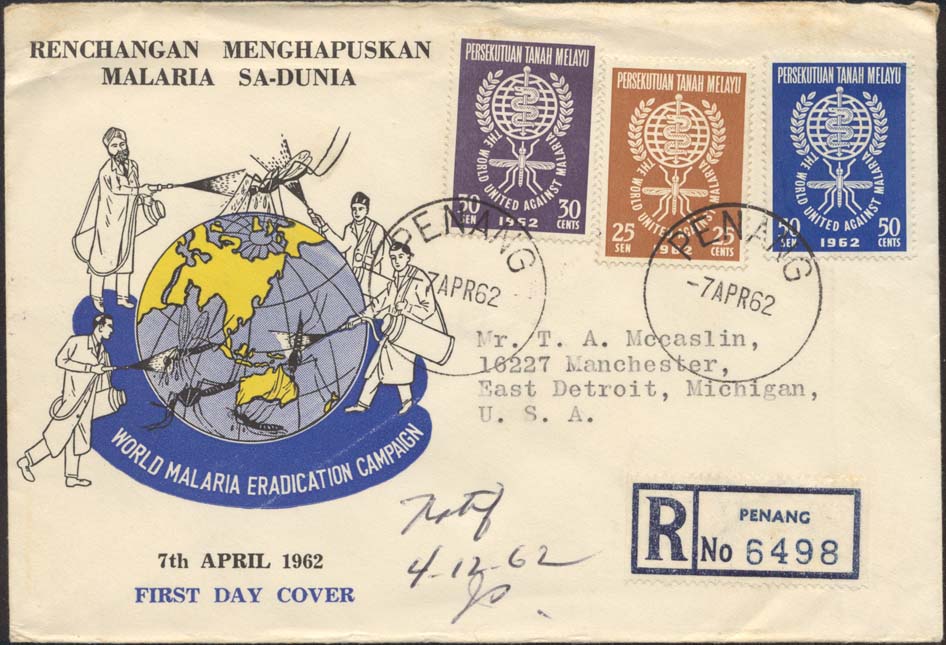 RENCHANGAN MENGHAPUSKAN
MALARIA SA-DUNIA
WORLD MALARIA ERADICATION CAMPAIGN
7th APRIL 1962
FIRST DAY COVER
PERSEKUTUAN TANAH MELAYU
THE WORLD UNITED AGAINST MALARIA
30 SEN 1962 30 CENTS
PERSEKUTUAN TANAH MELAYU
THE WORLD UNITED AGAINST MALARIA
25 SEN 1962 25 CENTS
PERSEKUTUAN TANAH MELAYU
THE WORLD UNITED AGAINST MALARIA
50 SEN 1962 50 CENTS
PENANG
-7APR62
PENANG
-7APR62
Mr. T. A. Mccaslin,
16227 Manchester,
East Detroit, Michigan,
U. S. A.
Notif
4-12-62
R
PENANG
No 6498